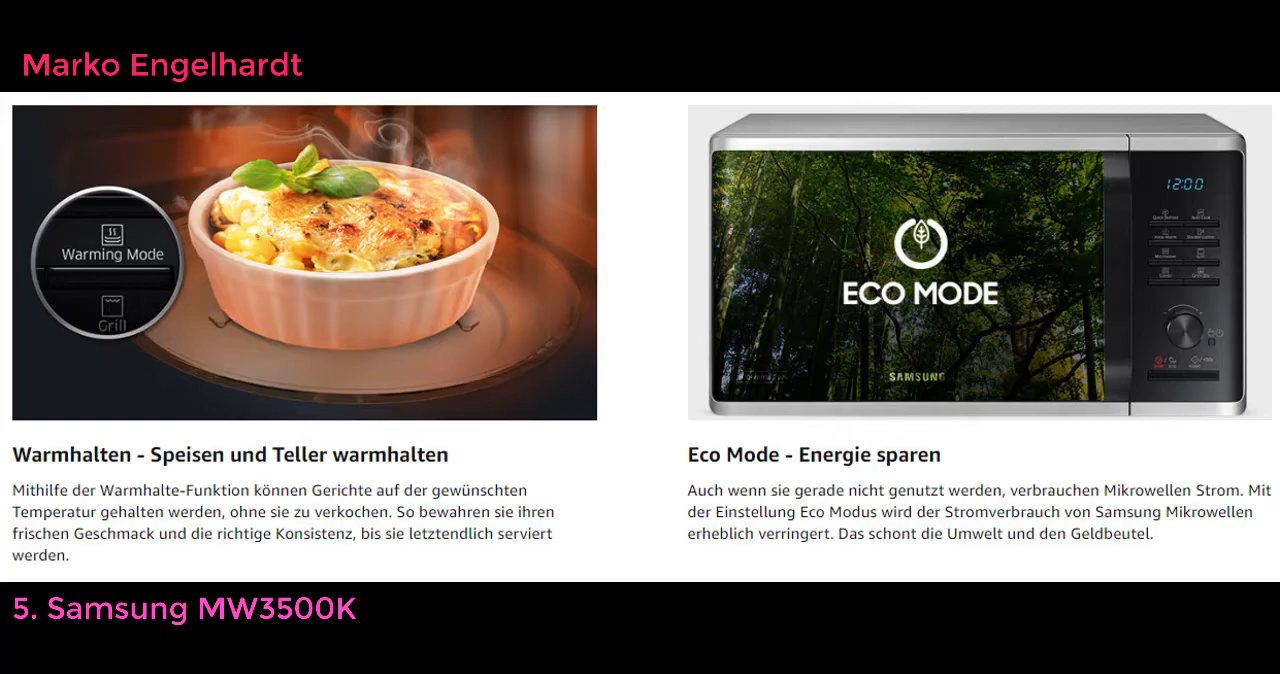 Marko Engelhardt
Warming Mode
Grill
12:00
ECO MODE
SAMSUNG
Warmhalten - Speisen und Teller warmhalten
Mithilfe der Warmhalte-Funktion können Gerichte auf der gewünschten
Temperatur gehalten werden, ohne sie zu verkochen. So bewahren sie ihren
frischen Geschmack und die richtige Konsistenz, bis sie letztendlich serviert
werden.
Eco Mode - Energie sparen
Auch wenn sie gerade nicht genutzt werden, verbrauchen Mikrowellen Strom. Mit
der Einstellung Eco Modus wird der Stromverbrauch von Samsung Mikrowellen
erheblich verringert. Das schont die Umwelt und den Geldbeutel.
5. Samsung MW3500K